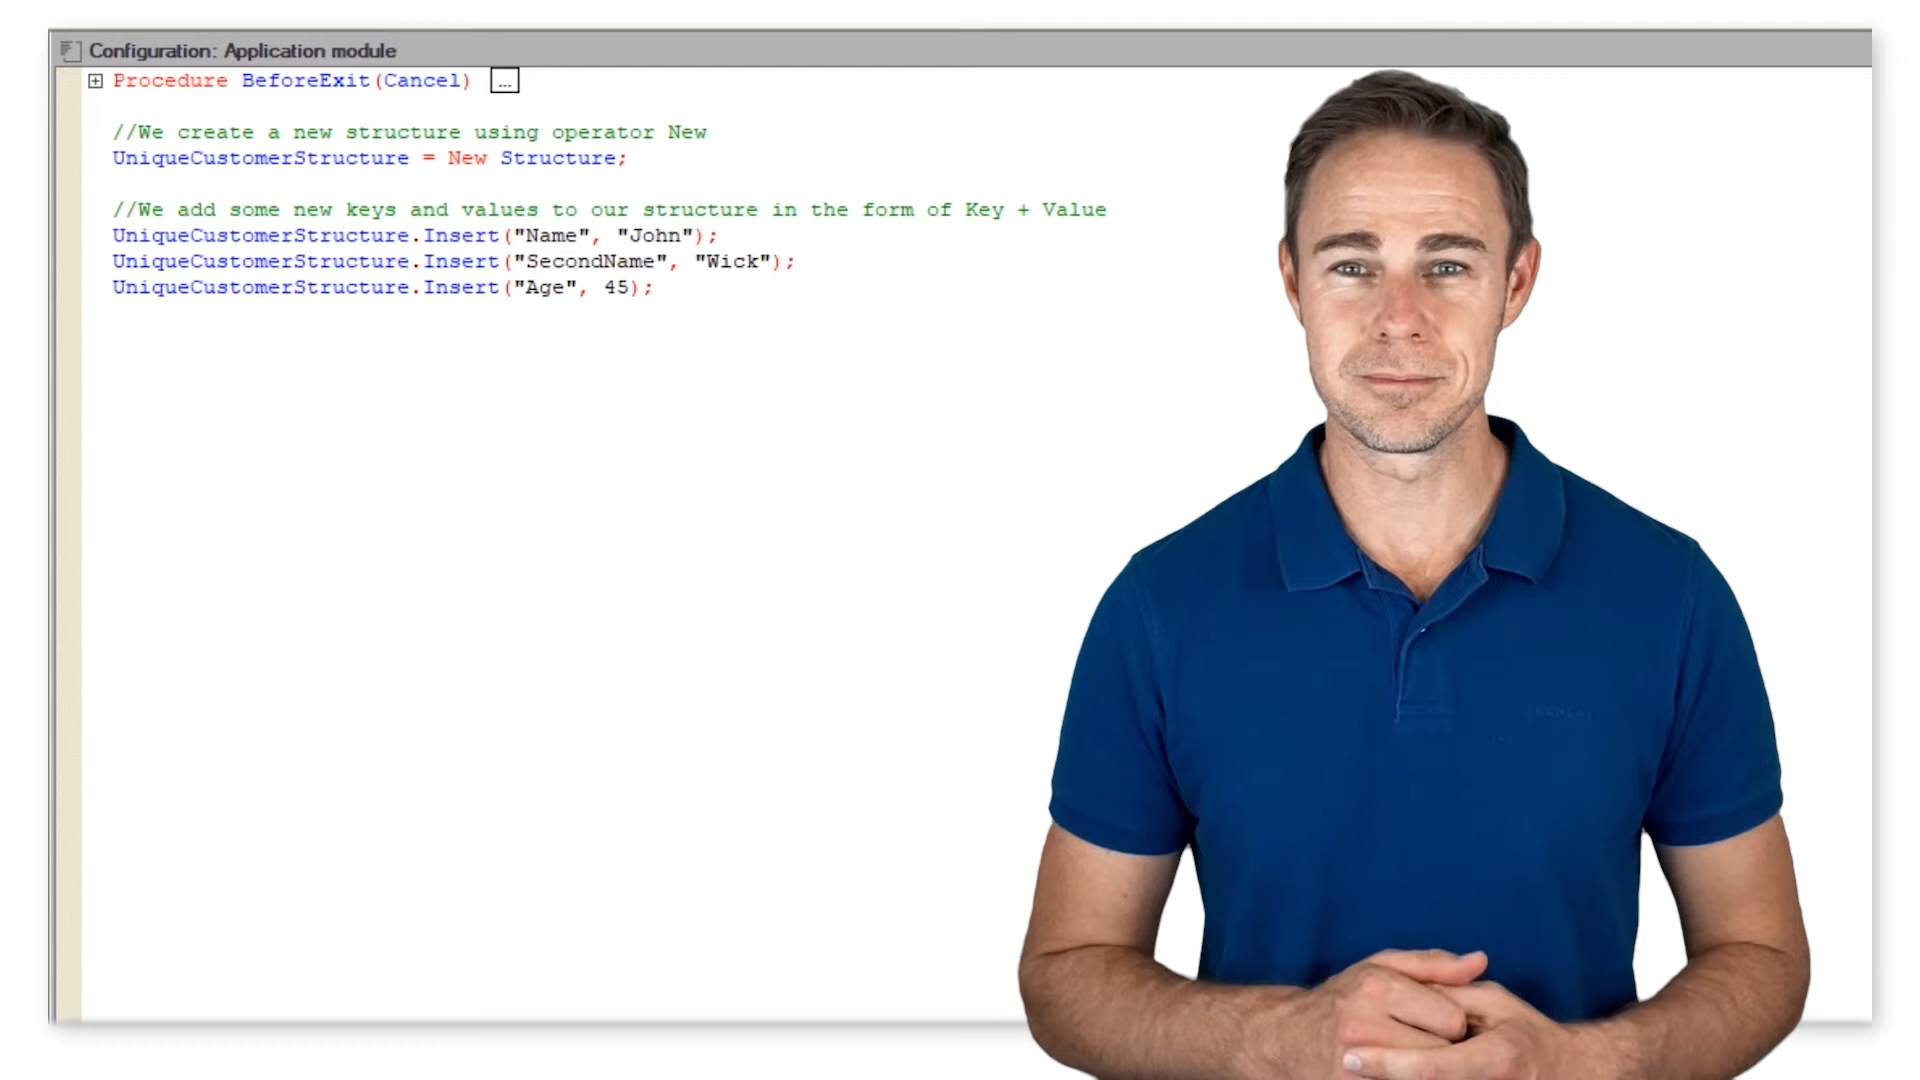 Configuration: Application module
Procedure BeforeExit(Cancel) ...
//We create a new structure using operator New
UniqueCustomerStructure = New Structure;
//We add some new keys and values to our structure in the form of Key + Value
UniqueCustomerStructure.Insert("Name", "John");
UniqueCustomerStructure.Insert("SecondName", "Wick");
UniqueCustomerStructure.Insert("Age", 45);